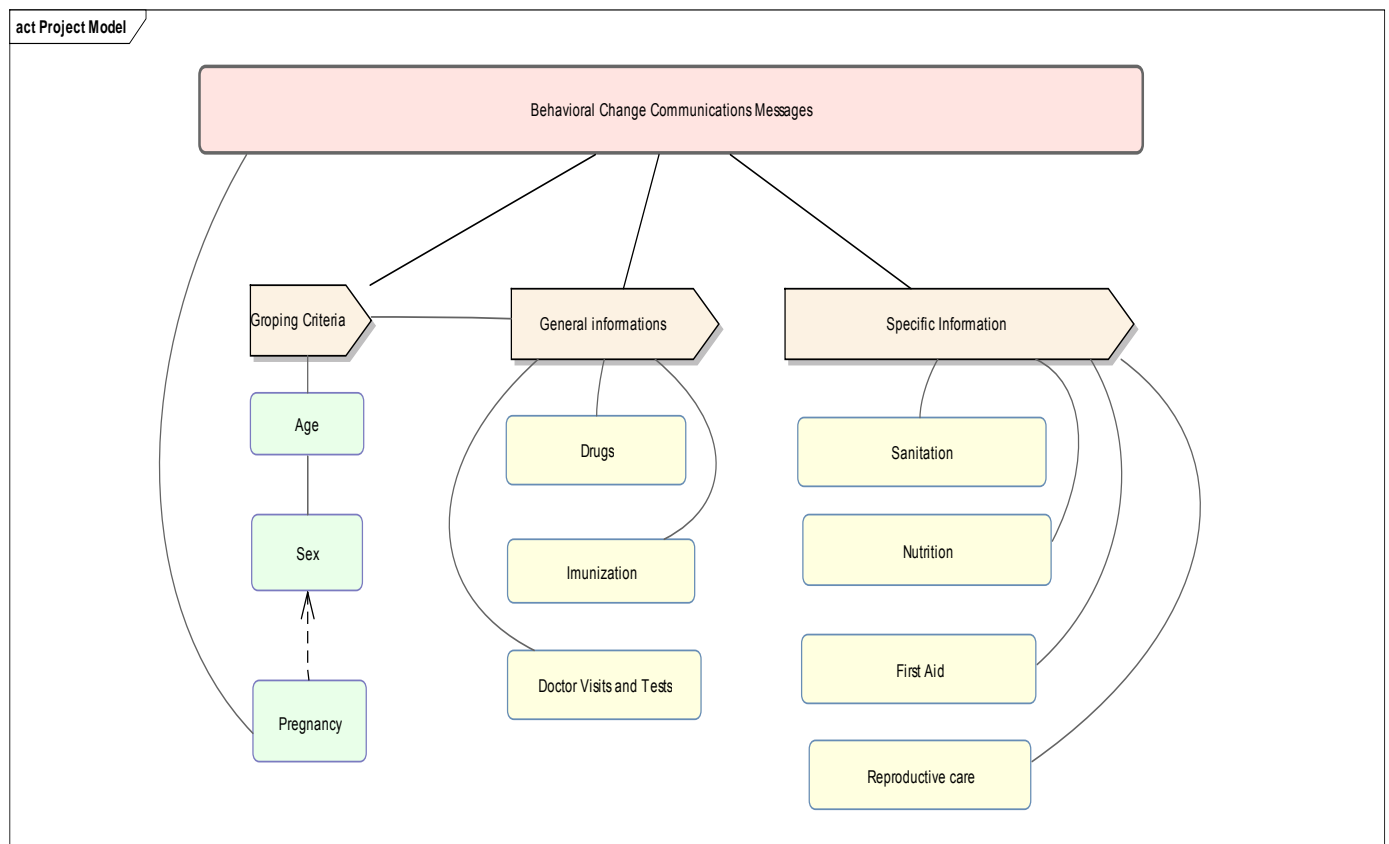 act Project Model
Behavioral Change Communications Messages
Groping Criteria
General informations
Specific Information
Age
Sex
Pregnancy
Drugs
Imunization
Doctor Visits and Tests
Sanitation
Nutrition
First Aid
Reproductive care